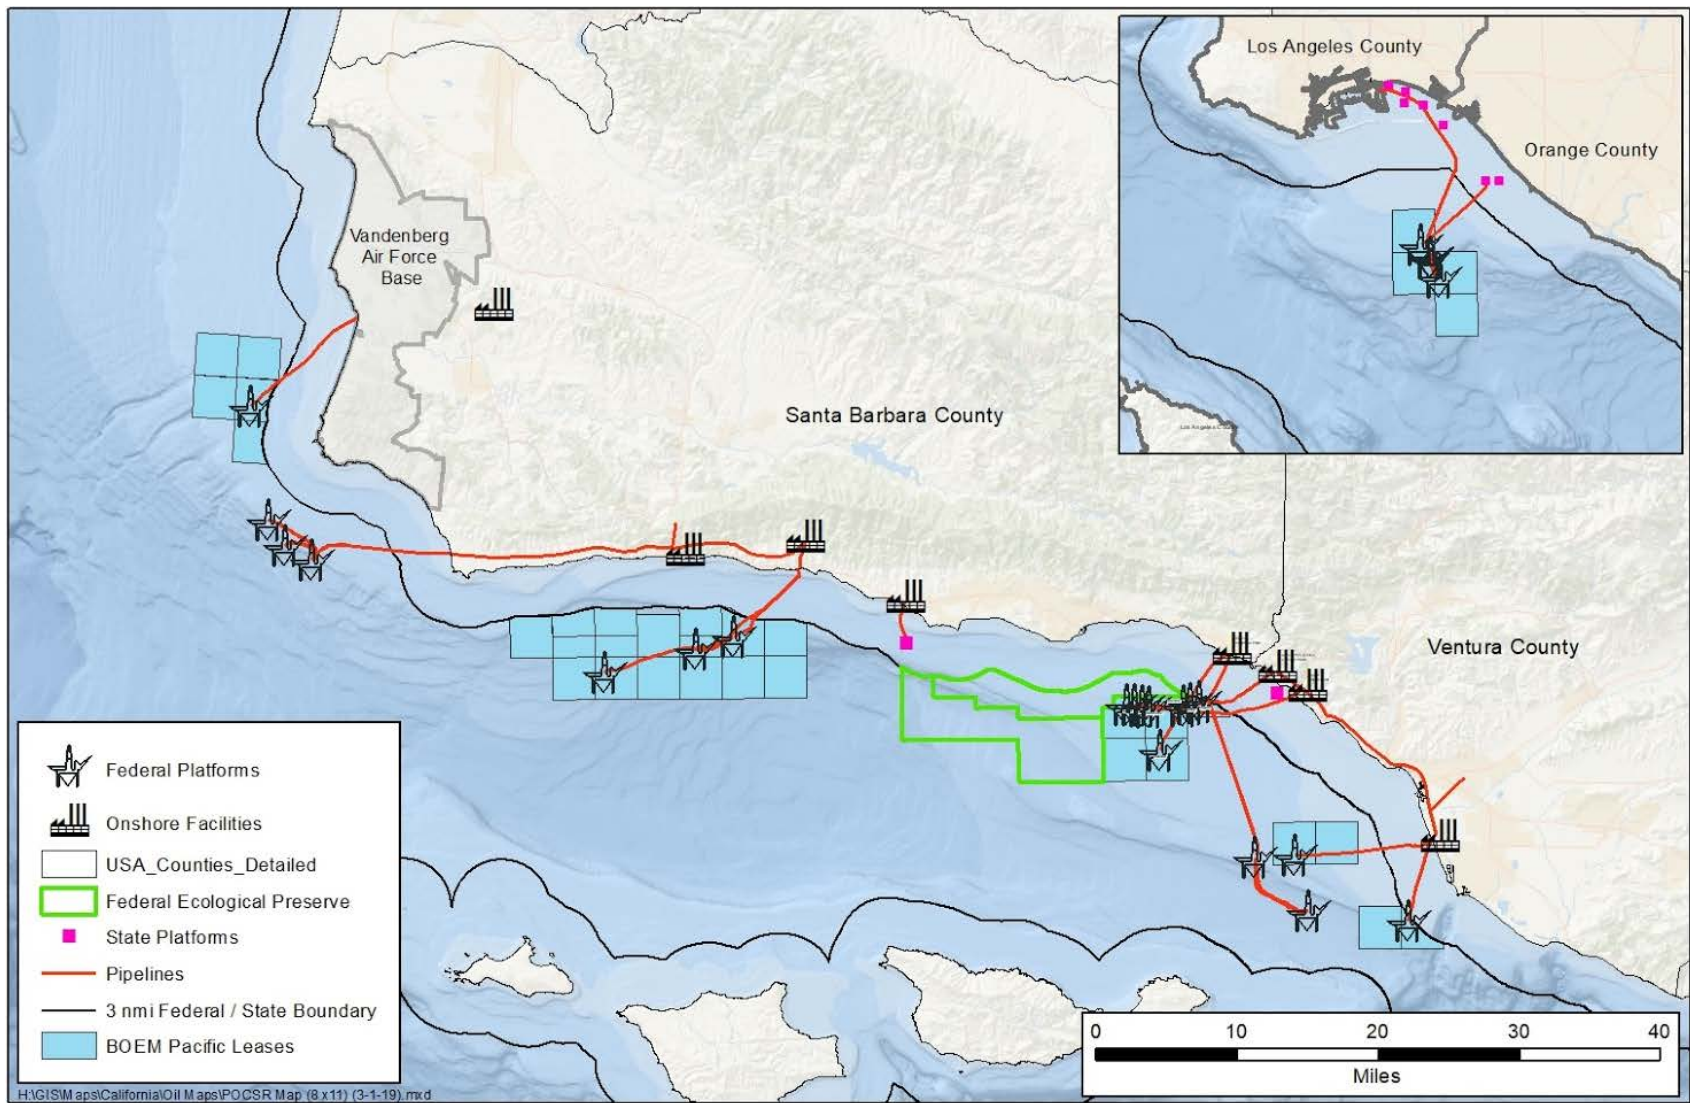 Los Angeles County
Orange County
Vandenberg
Air Force
Base
Santa Barbara County
Ventura County
Federal Platforms
Onshore Facilities
USA_Counties_Detailed
Federal Ecological Preserve
State Platforms
Pipelines
3 nmi Federal / State Boundary
BOEM Pacific Leases
0 10 20 30 40
Miles
H:\GIS\Maps\California\Oil Maps\POCSR Map (8 x 11) (3-1-19).mxd